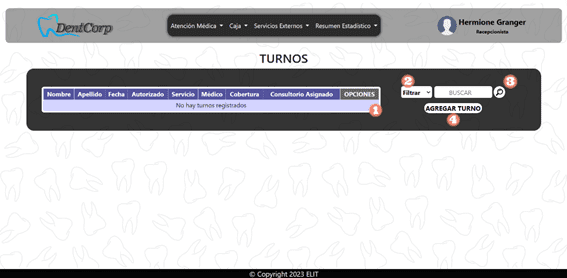 DentCorp
Atención Médica Caja Servicios Externos Resumen Estadístico
Hermione Granger
Recepcionista
TURNOS
Nombre Apellido Fecha Autorizado Servicio Médico Cobertura Consultorio Asignado OPCIONES
No hay turnos registrados
1
2
Filtrar
BUSCAR
3
AGREGAR TURNO
4
© Copyright 2023 ELIT